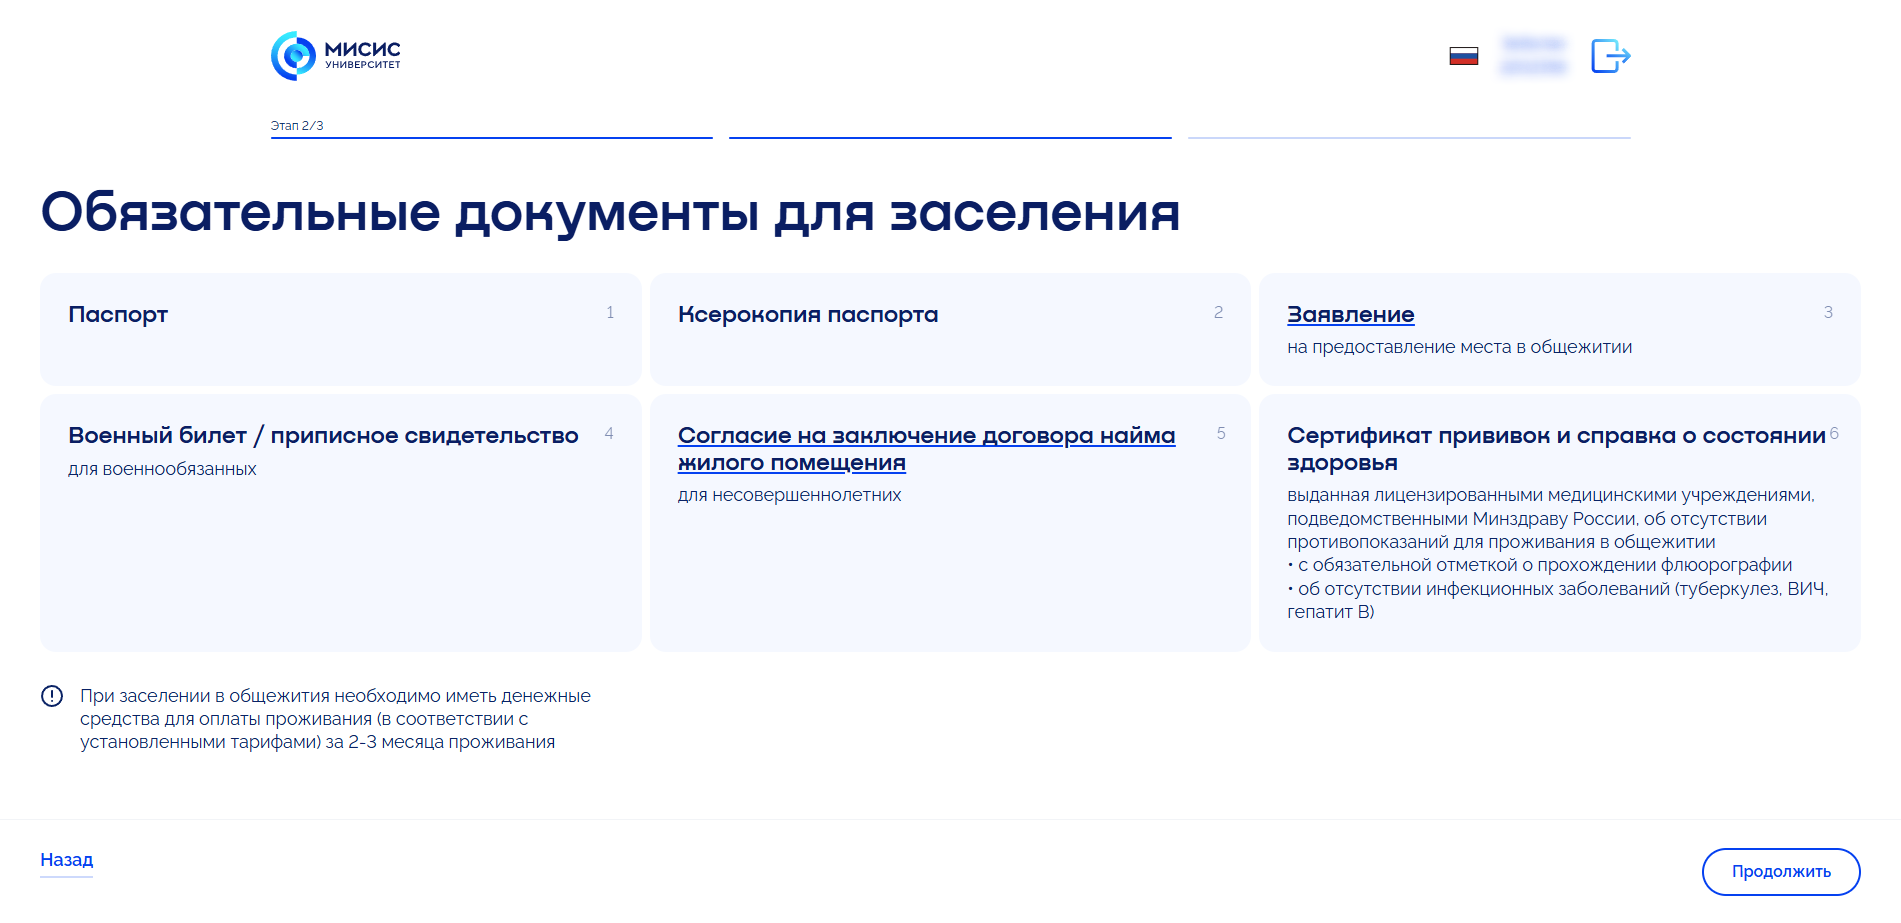 МИСИС
УНИВЕРСИТЕТ
Этап 2/3
Обязательные документы для заселения
Паспорт
1
Ксерокопия паспорта
2
Заявление
3
на предоставление места в общежитии
Военный билет / приписное свидетельство
4
для военнообязанных
Согласие на заключение договора найма
5
жилого помещения
для несовершеннолетних
Сертификат прививок и справка о состоянии
6
здоровья
выданная лицензированными медицинскими учреждениями,
подведомственными Минздраву России, об отсутствии
противопоказаний для проживания в общежитии
• с обязательной отметкой о прохождении флюорографии
• об отсутствии инфекционных заболеваний (туберкулез, ВИЧ,
гепатит В)
При заселении в общежития необходимо иметь денежные
средства для оплаты проживания (в соответствии с
установленными тарифами) за 2-3 месяца проживания
Назад
Продолжить